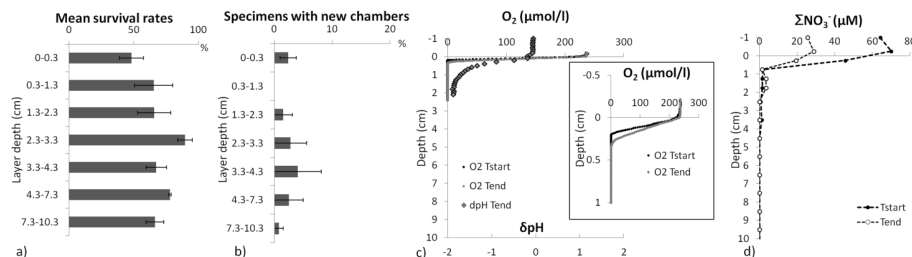 Mean survival rates
0 50 100
%
Layer depth (cm)
0-0.3
0.3-1.3
1.3-2.3
2.3-3.3
3.3-4.3
4.3-7.3
7.3-10.3
a)
Specimens with new chambers
0 10 20
%
Layer depth (cm)
0-0.3
0.3-1.3
1.3-2.3
2.3-3.3
3.3-4.3
4.3-7.3
7.3-10.3
b)
O₂ (µmol/l)
0 100 200 300
Depth (cm)
-1
0
1
2
3
4
5
6
7
8
9
10
O2 Tstart
O2 Tend
dpH Tend
δpH
-2 -1 0 1 2
c)
O₂ (µmol/l)
-0.5
0 100 200 300
0
0.5
1
Depth (cm)
O2 Tstart
O2 Tend
ΣNO₃⁻(µM)
0 20 40 60 80
Depth (cm)
-1
0
1
2
3
4
5
6
7
8
9
10
Tstart
Tend
d)